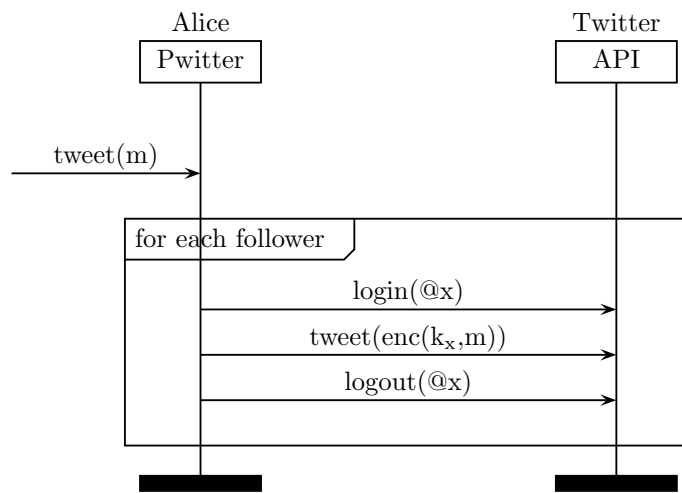 Alice
Pwitter
Twitter
API
tweet(m)
for each follower
login(@x)
tweet(enc(kₓ,m))
logout(@x)